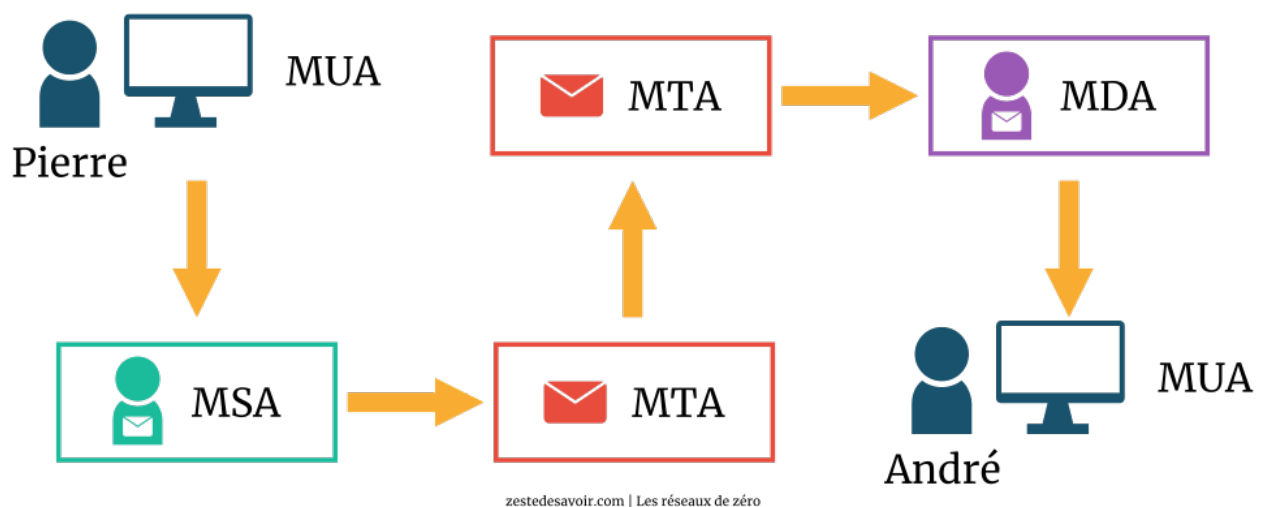 MUA
Pierre
MSA
MTA
MTA
MDA
MUA
André
zestedesavoir.com | Les réseaux de zéro